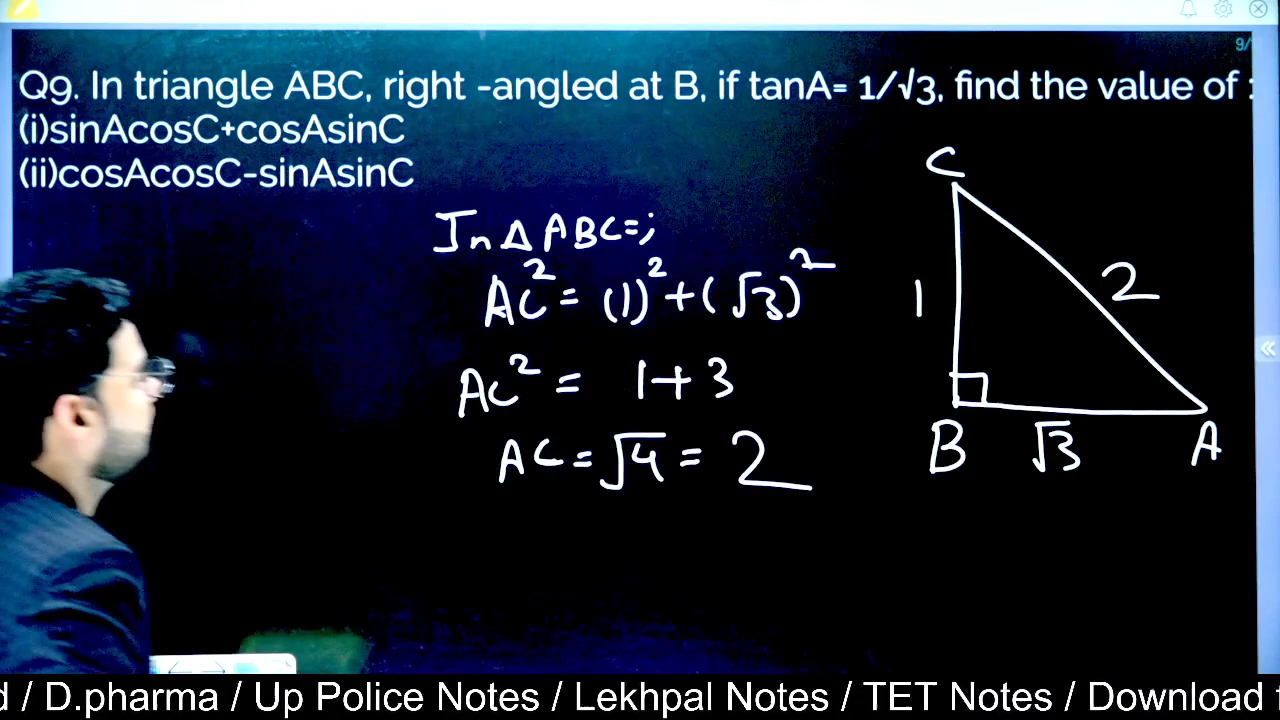 9/
Q9. In triangle ABC, right -angled at B, if tanA= 1/√3, find the value of :
(i)sinAcosC+cosAsinC
(ii)cosAcosC-sinAsinC
In △ ABC=;
AC² = (1)² + (√3)²
AC² = 1+3
AC = √4 = 2
C
1
2
B
√3
A
/ D.pharma / Up Police Notes / Lekhpal Notes / TET Notes / Download